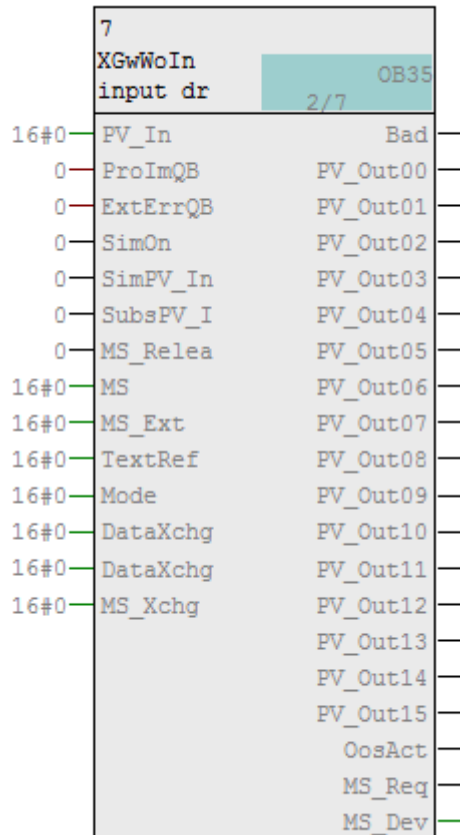 7
XGwWoIn
input dr
OB35
2/7
16#0 PV_In Bad
0 ProImQB PV_Out00
0 ExtErrQB PV_Out01
0 SimOn PV_Out02
0 SimPV_In PV_Out03
0 SubsPV_I PV_Out04
0 MS_Relea PV_Out05
16#0 MS PV_Out06
16#0 MS_Ext PV_Out07
16#0 TextRef PV_Out08
16#0 Mode PV_Out09
16#0 DataXchg PV_Out10
16#0 DataXchg PV_Out11
16#0 MS_Xchg PV_Out12
PV_Out13
PV_Out14
PV_Out15
OosAct
MS_Req
MS_Dev